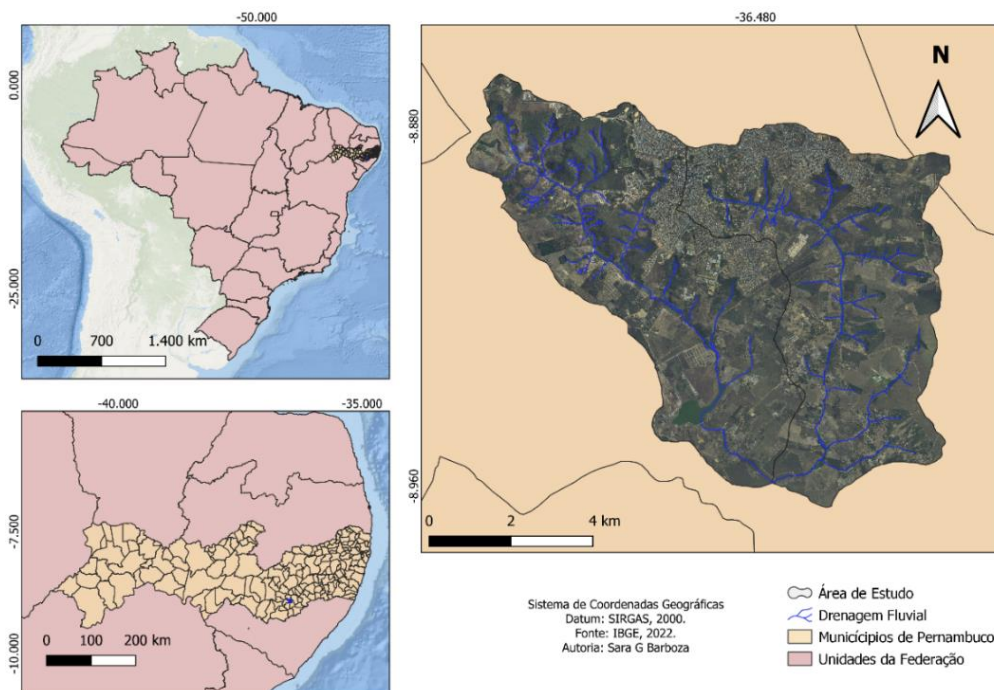 -50.000
0.000
-25.000
0 700 1.400 km
-40.000 -35.000
-7.500
-10.000
0 100 200 km
-36.480
N
-8.880
-8.960
0 2 4 km
Sistema de Coordenadas Geográficas
Datum: SIRGAS, 2000.
Fonte: IBGE, 2022.
Autoria: Sara G Barboza
Área de Estudo
Drenagem Fluvial
Municícipios de Pernambuco
Unidades da Federação